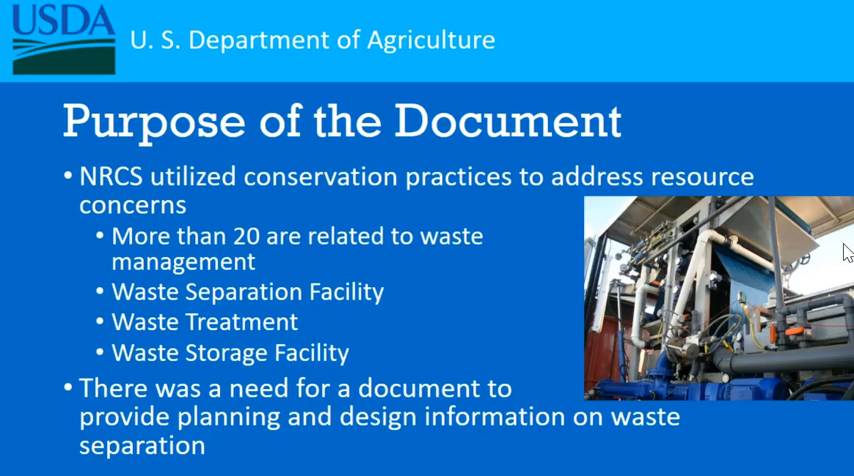 USDA
U. S. Department of Agriculture
Purpose of the Document
• NRCS utilized conservation practices to address resource
concerns
• More than 20 are related to waste
management
• Waste Separation Facility
• Waste Treatment
• Waste Storage Facility
• There was a need for a document to
provide planning and design information on waste
separation